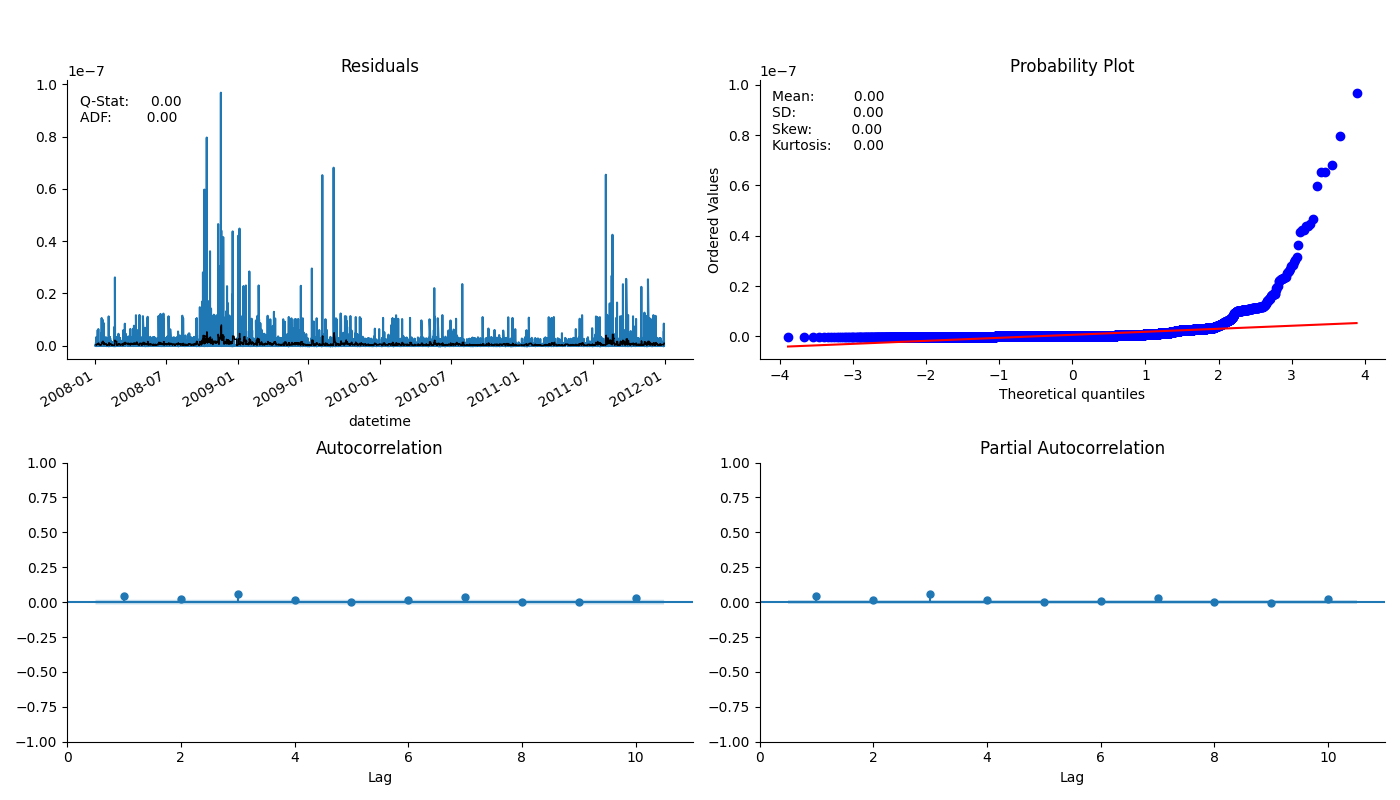 Residuals
1e−7
Q-Stat: 0.00
ADF: 0.00
1.0
0.8
0.6
0.4
0.2
0.0
2008-01
2008-07
2009-01
2009-07
2010-01
2010-07
2011-01
2011-07
2012-01
datetime
Probability Plot
1e−7
Mean: 0.00
SD: 0.00
Skew: 0.00
Kurtosis: 0.00
Ordered Values
1.0
0.8
0.6
0.4
0.2
0.0
−4 −3 −2 −1 0 1 2 3 4
Theoretical quantiles
Autocorrelation
1.00
0.75
0.50
0.25
0.00
−0.25
−0.50
−0.75
−1.00
0 2 4 6 8 10
Lag
Partial Autocorrelation
1.00
0.75
0.50
0.25
0.00
−0.25
−0.50
−0.75
−1.00
0 2 4 6 8 10
Lag